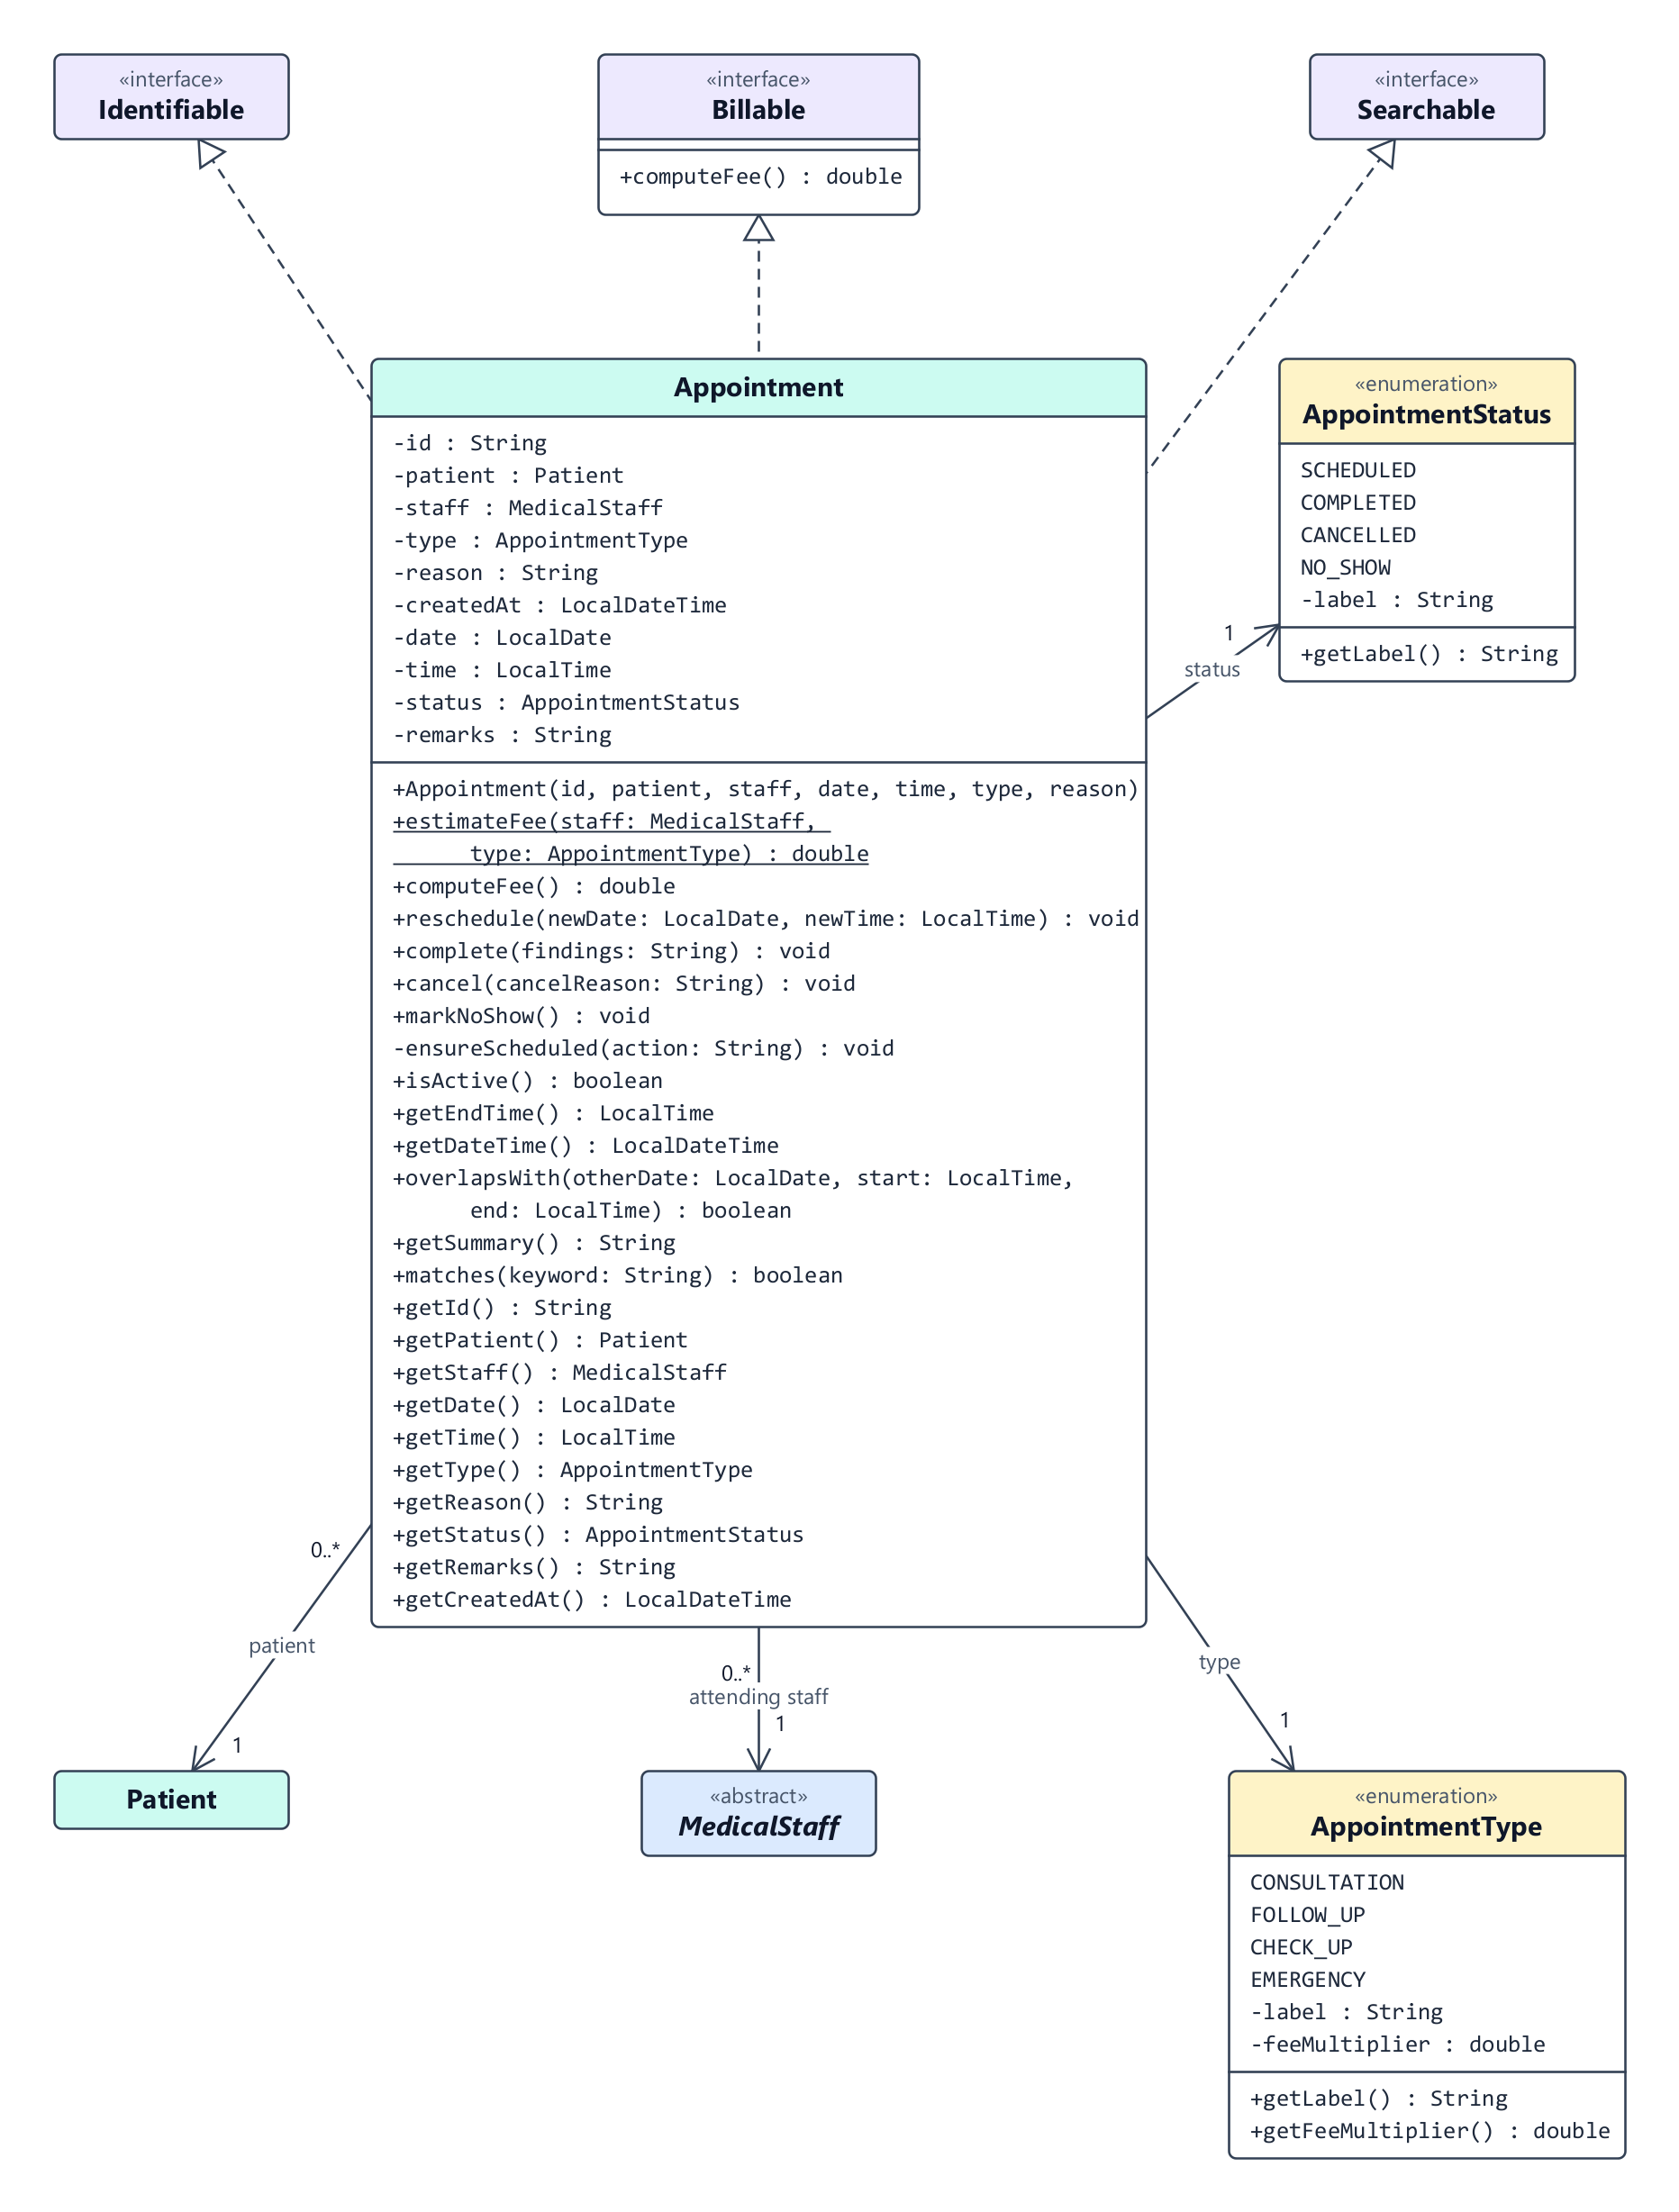 «interface»
Identifiable
«interface»
Billable
+computeFee() : double
«interface»
Searchable
Appointment
-id : String
-patient : Patient
-staff : MedicalStaff
-type : AppointmentType
-reason : String
-createdAt : LocalDateTime
-date : LocalDate
-time : LocalTime
-status : AppointmentStatus
-remarks : String
+Appointment(id, patient, staff, date, time, type, reason)
+estimateFee(staff: MedicalStaff,
type: AppointmentType) : double
+computeFee() : double
+reschedule(newDate: LocalDate, newTime: LocalTime) : void
+complete(findings: String) : void
+cancel(cancelReason: String) : void
+markNoShow() : void
-ensureScheduled(action: String) : void
+isActive() : boolean
+getEndTime() : LocalTime
+getDateTime() : LocalDateTime
+overlapsWith(otherDate: LocalDate, start: LocalTime,
end: LocalTime) : boolean
+getSummary() : String
+matches(keyword: String) : boolean
+getId() : String
+getPatient() : Patient
+getStaff() : MedicalStaff
+getDate() : LocalDate
+getTime() : LocalTime
+getType() : AppointmentType
+getReason() : String
+getStatus() : AppointmentStatus
+getRemarks() : String
+getCreatedAt() : LocalDateTime
«enumeration»
AppointmentStatus
SCHEDULED
COMPLETED
CANCELLED
NO_SHOW
-label : String
+getLabel() : String
1
status
0..*
patient
1
0..*
attending staff
1
type
1
Patient
«abstract»
MedicalStaff
«enumeration»
AppointmentType
CONSULTATION
FOLLOW_UP
CHECK_UP
EMERGENCY
-label : String
-feeMultiplier : double
+getLabel() : String
+getFeeMultiplier() : double